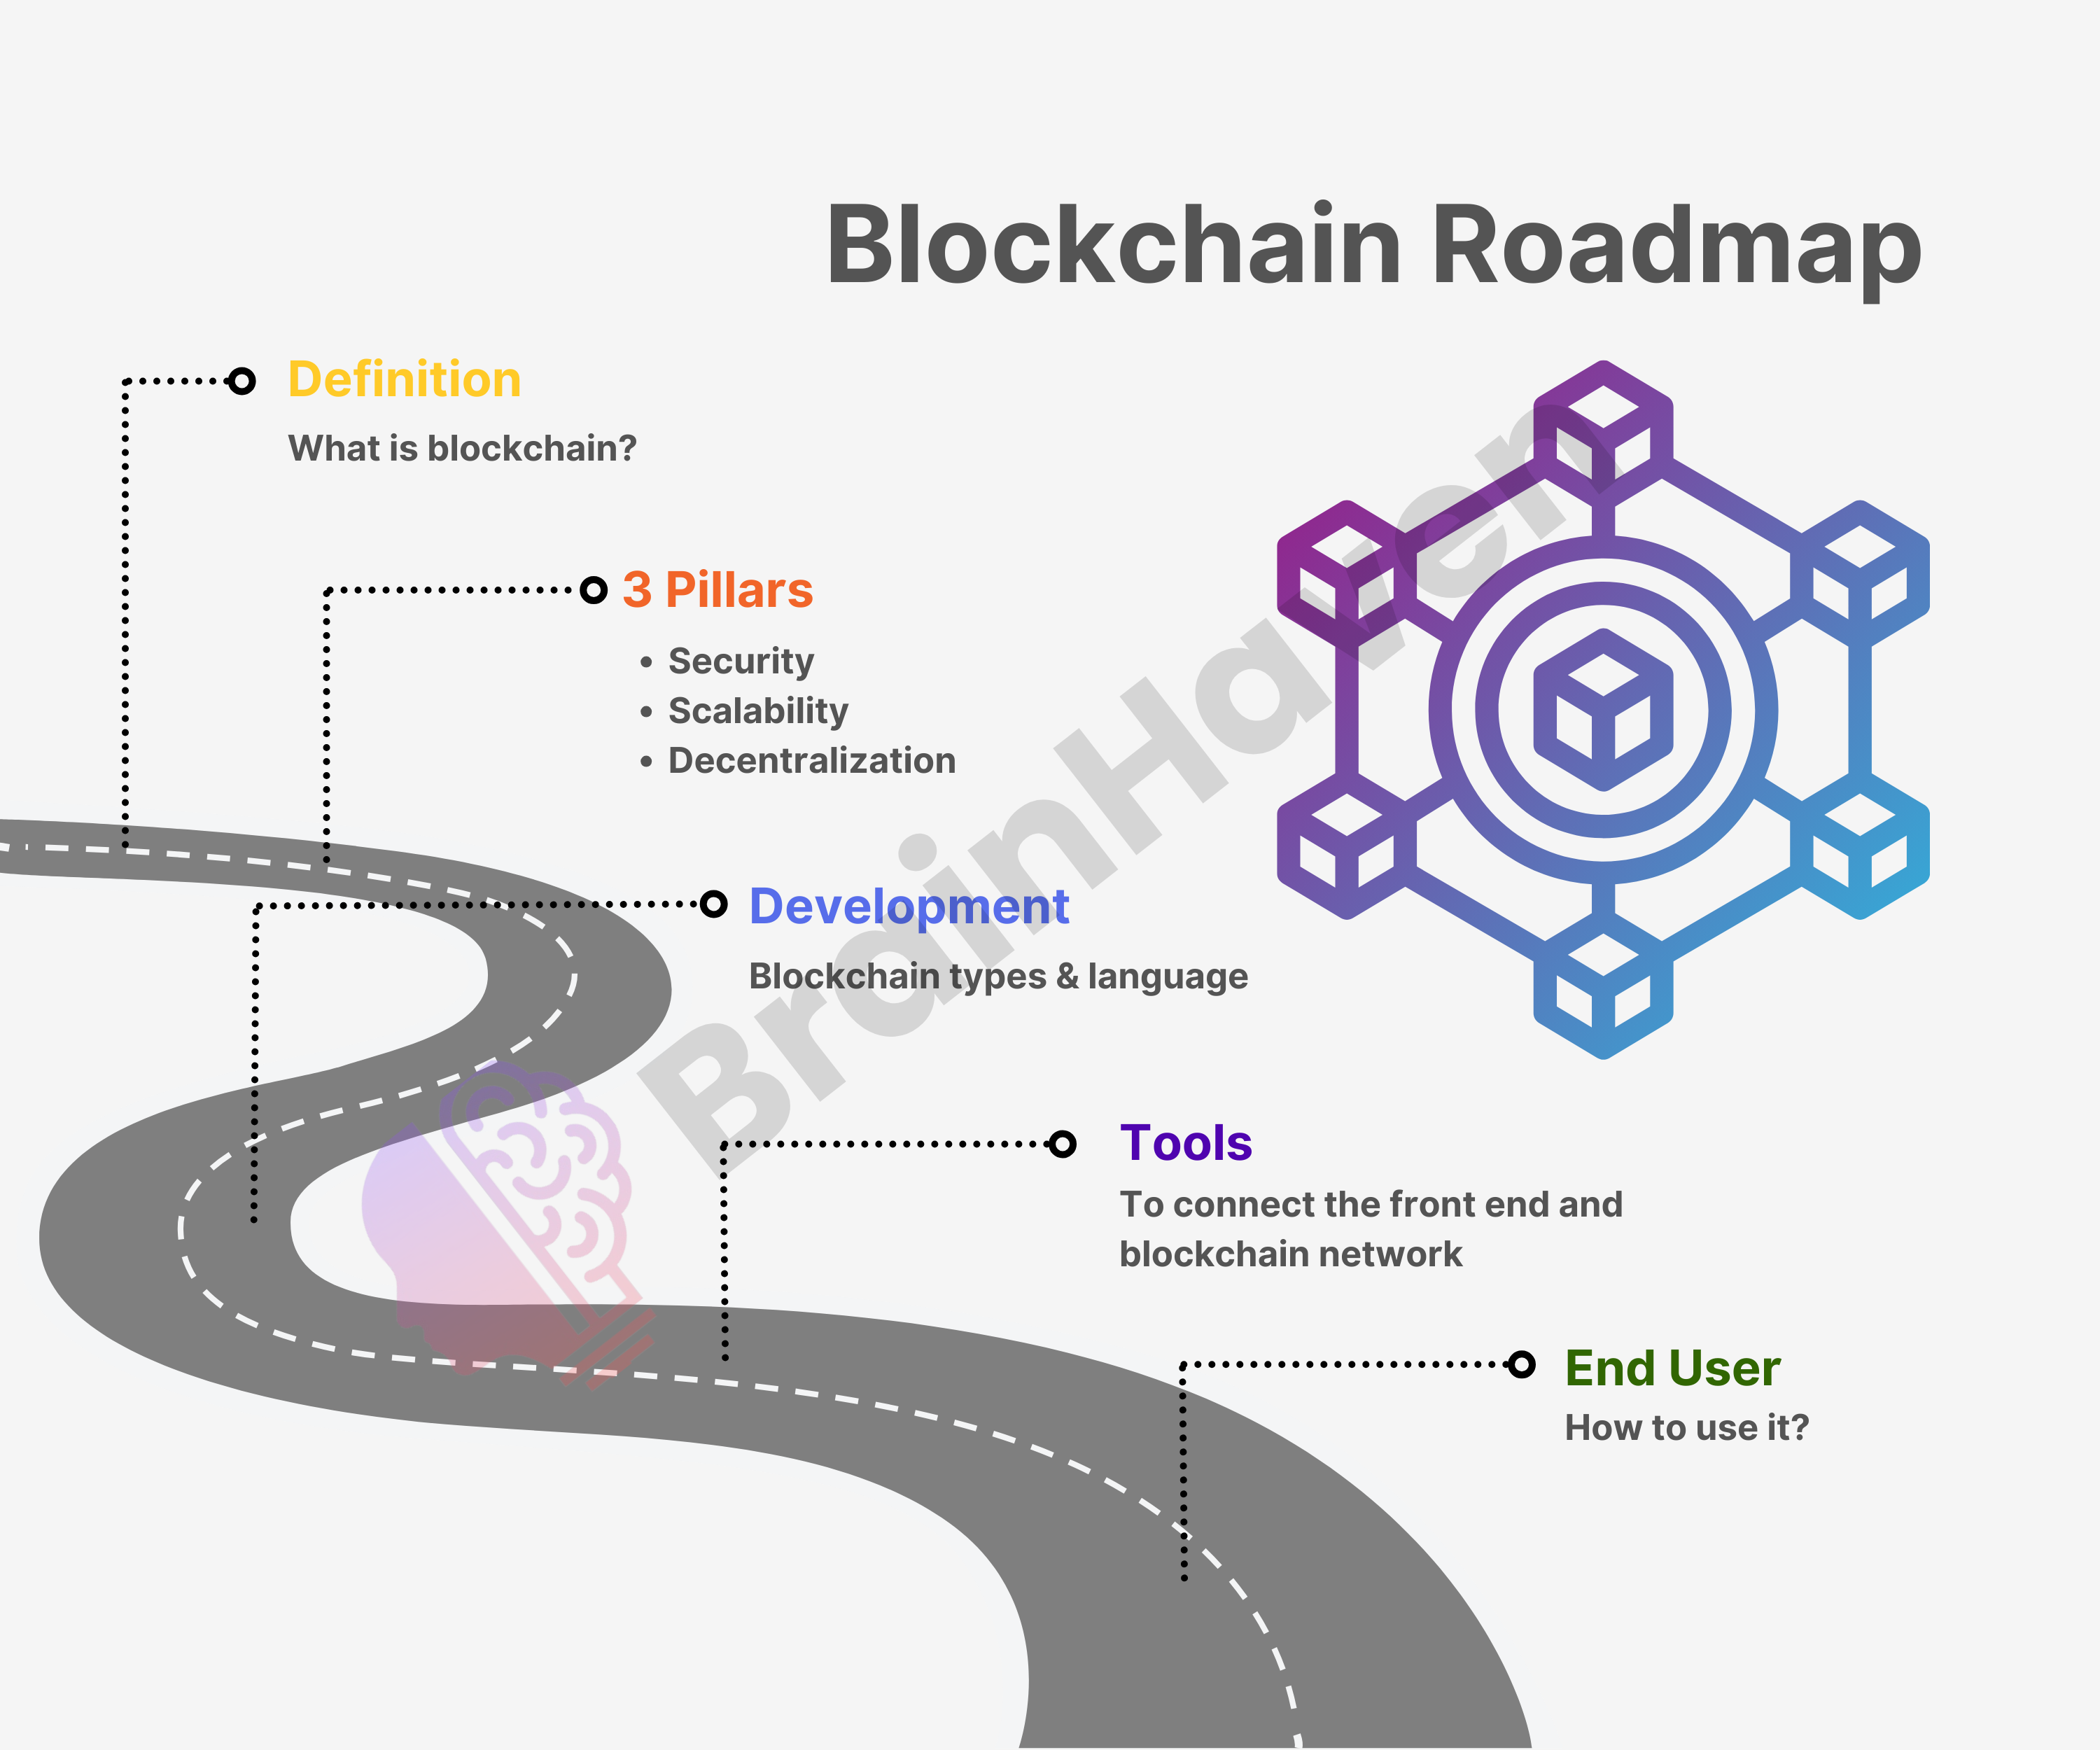 Blockchain Roadmap
Definition
What is blockchain?
3 Pillars
• Security
• Scalability
• Decentralization
Development
Blockchain types & language
Tools
To connect the front end and
blockchain network
End User
How to use it?
BrainHaven